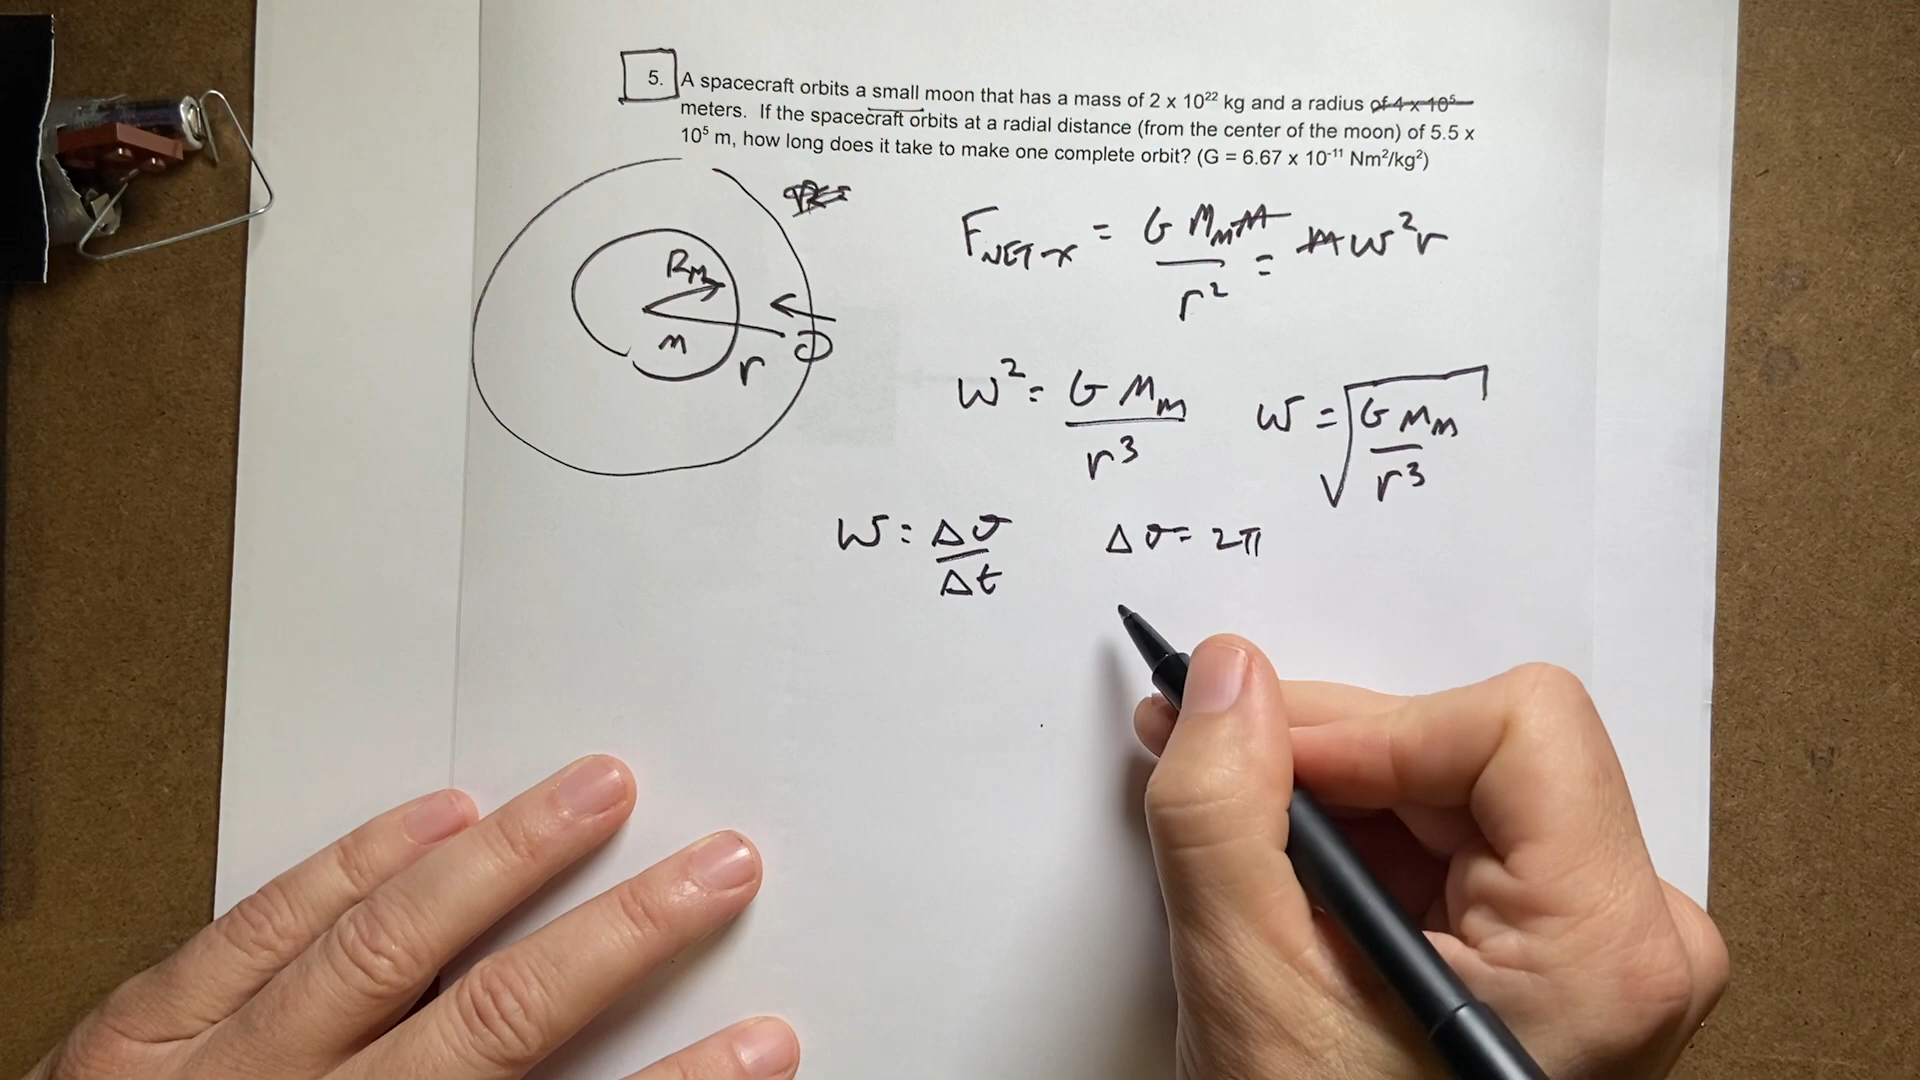 5. A spacecraft orbits a small moon that has a mass of 2 x 10²² kg and a radius of 4 x 10⁵
meters. If the spacecraft orbits at a radial distance (from the center of the moon) of 5.5 x
10⁵ m, how long does it take to make one complete orbit? (G = 6.67 x 10⁻¹¹ Nm²/kg²)
R_M
m
r
F_NET-x = G M_M m / r² = m ω² r
ω² = G M_M / r³
ω = √(G M_M / r³)
ω = Δθ / Δt
Δθ = 2π